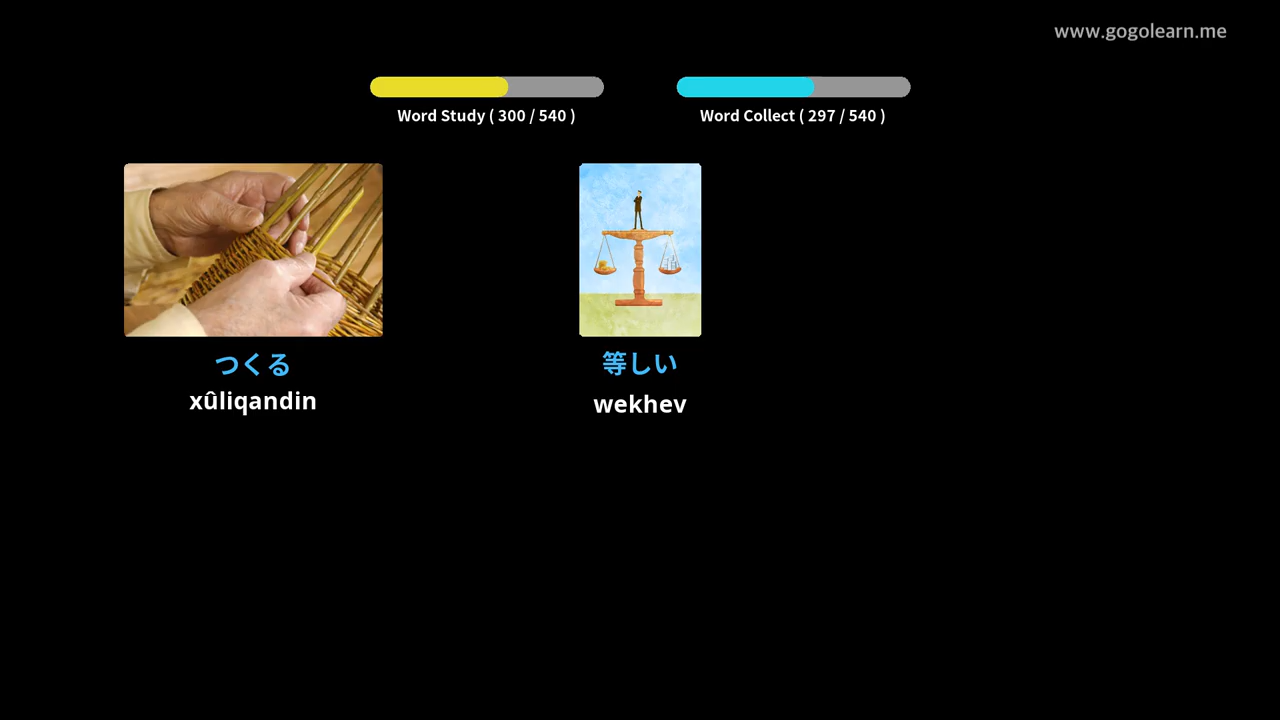 www.gogolearn.me
Word Study ( 300 / 540 )
Word Collect ( 297 / 540 )
つくる
xûliqandin
等しい
wekhev